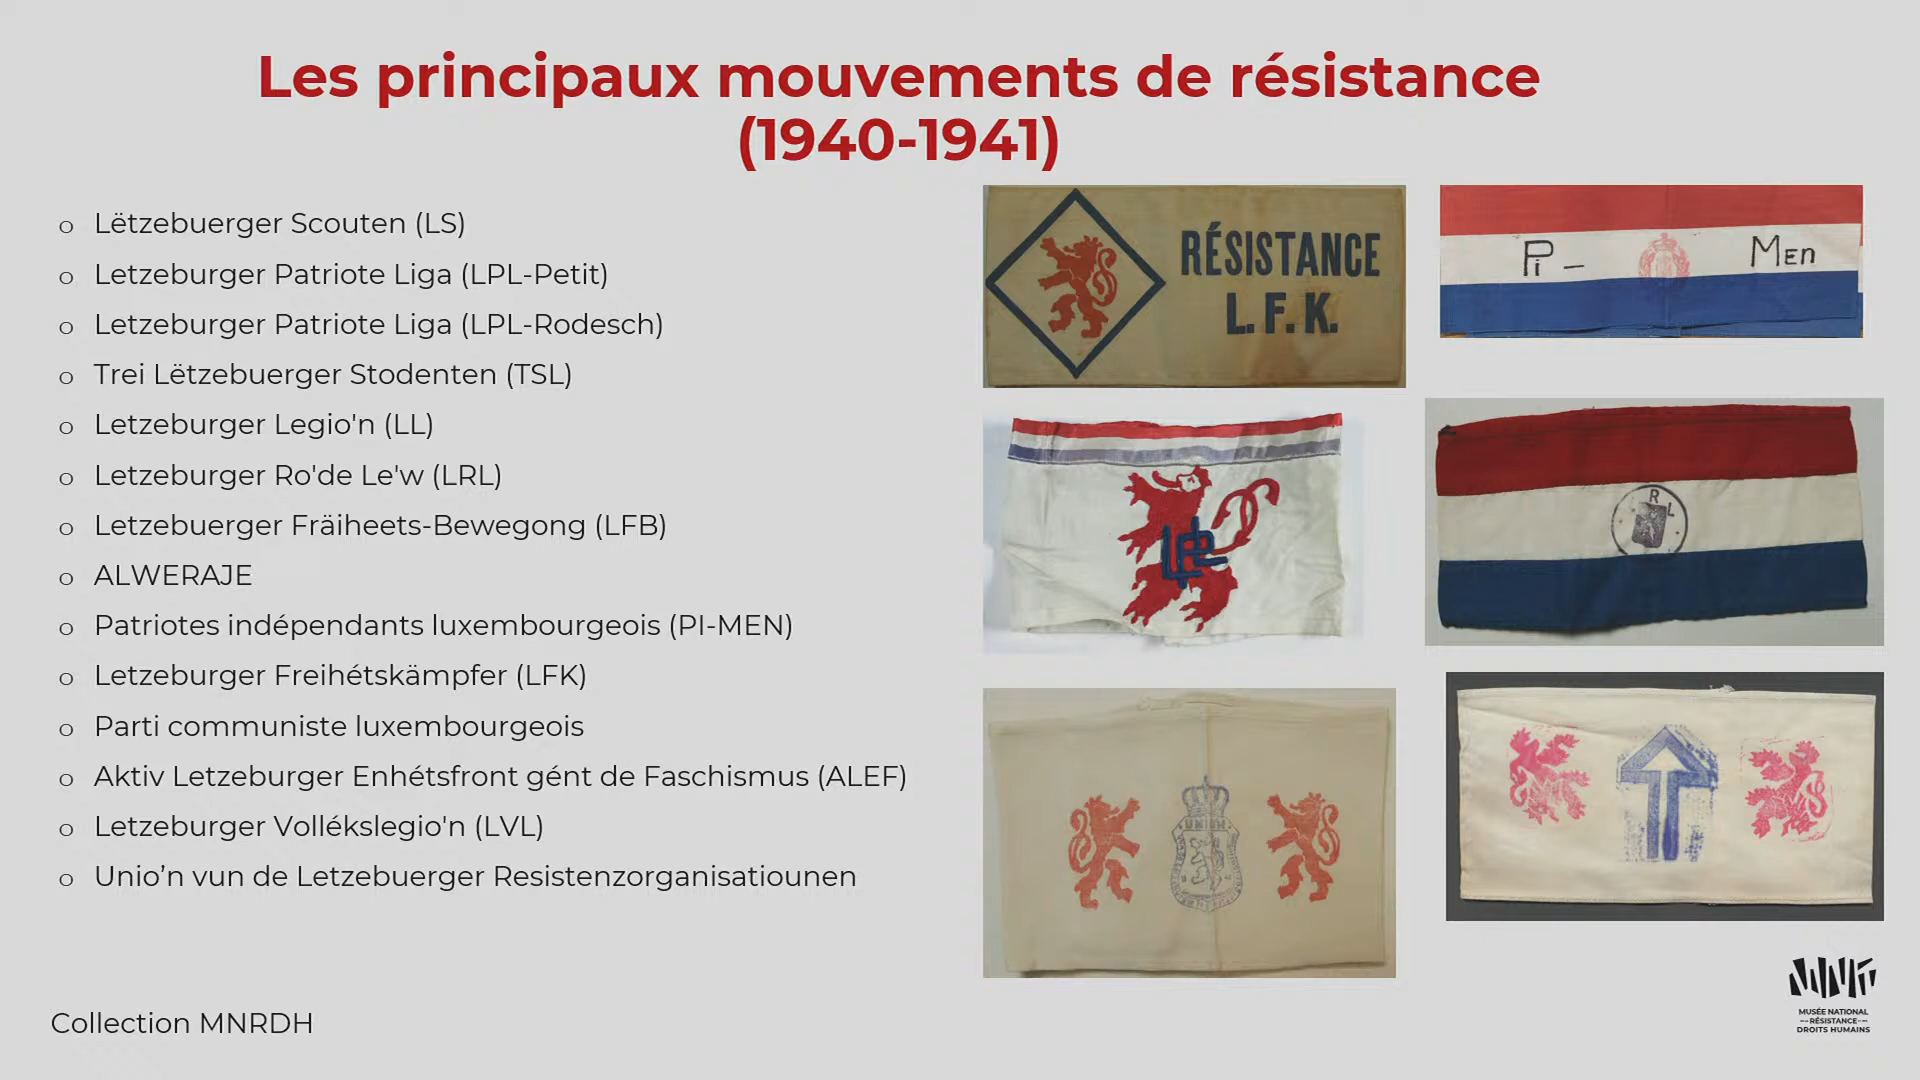 Les principaux mouvements de résistance
(1940-1941)
o Lëtzebuerger Scouten (LS)
o Letzeburger Patriote Liga (LPL-Petit)
o Letzeburger Patriote Liga (LPL-Rodesch)
o Trei Lëtzebuerger Stodenten (TSL)
o Letzeburger Legio'n (LL)
o Letzeburger Ro'de Le'w (LRL)
o Letzebuerger Fräiheets-Bewegong (LFB)
o ALWERAJE
o Patriotes indépendants luxembourgeois (PI-MEN)
o Letzeburger Freihétskämpfer (LFK)
o Parti communiste luxembourgeois
o Aktiv Letzeburger Enhétsfront gént de Faschismus (ALEF)
o Letzeburger Vollékslegio'n (LVL)
o Unio’n vun de Letzebuerger Resistenzorganisatiounen
Collection MNRDH
RÉSISTANCE
L. F. K.
Pi – Men
LPL
R L
UNION
MUSÉE NATIONAL
RÉSISTANCE
DROITS HUMAINS